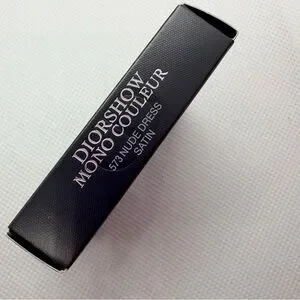 DIORSHOW
MONO COULEUR
573 NUDE DRESS
SATIN